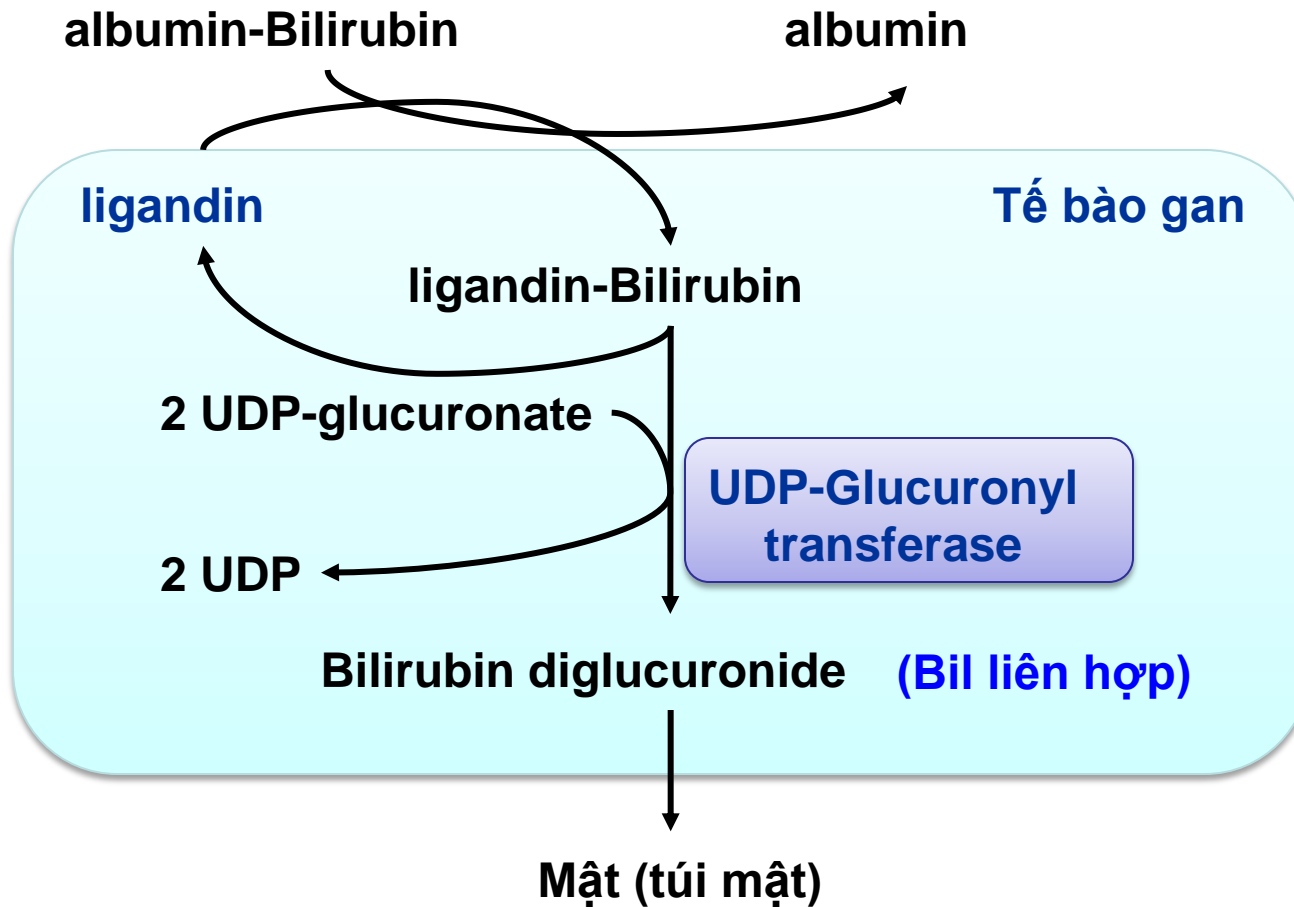 albumin-Bilirubin
albumin
ligandin
Tế bào gan
ligandin-Bilirubin
2 UDP-glucuronate
UDP-Glucuronyl
transferase
2 UDP
Bilirubin diglucuronide
(Bil liên hợp)
Mật (túi mật)